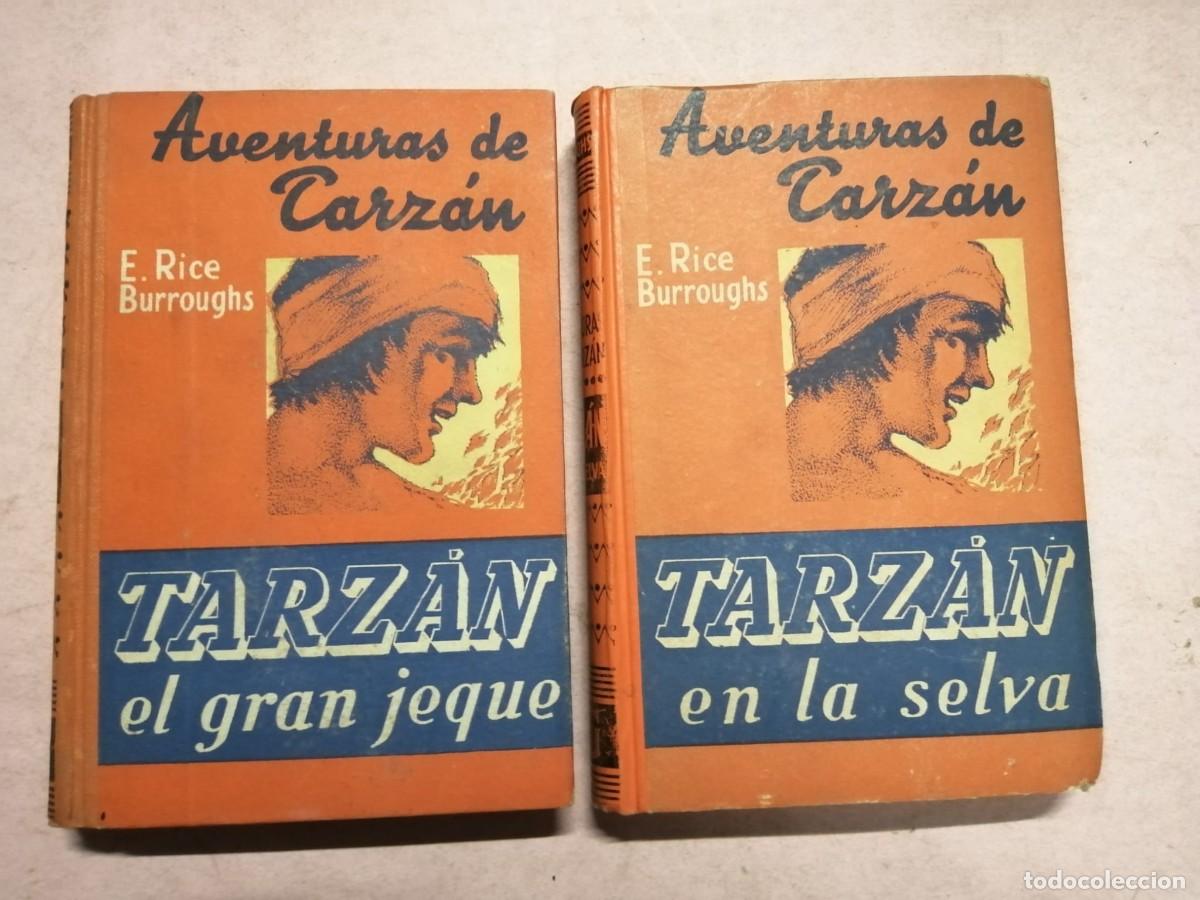 Aventuras de
Tarzán
E. Rice
Burroughs
TARZÁN
el gran jeque
Aventuras de
Tarzán
E. Rice
Burroughs
TARZÁN
en la selva
todocoleccion